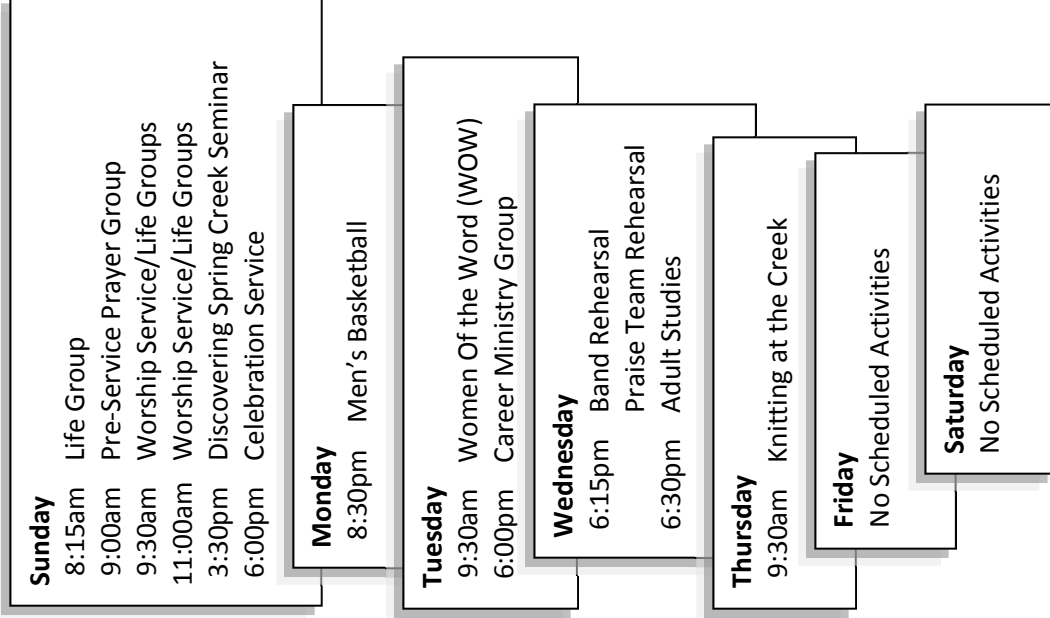 Sunday
8:15am Life Group
9:00am Pre-Service Prayer Group
9:30am Worship Service/Life Groups
11:00am Worship Service/Life Groups
3:30pm Discovering Spring Creek Seminar
6:00pm Celebration Service
Monday
8:30pm Men’s Basketball
Tuesday
9:30am Women Of the Word (WOW)
6:00pm Career Ministry Group
Wednesday
6:15pm Band Rehearsal
Praise Team Rehearsal
6:30pm Adult Studies
Thursday
9:30am Knitting at the Creek
Friday
No Scheduled Activities
Saturday
No Scheduled Activities